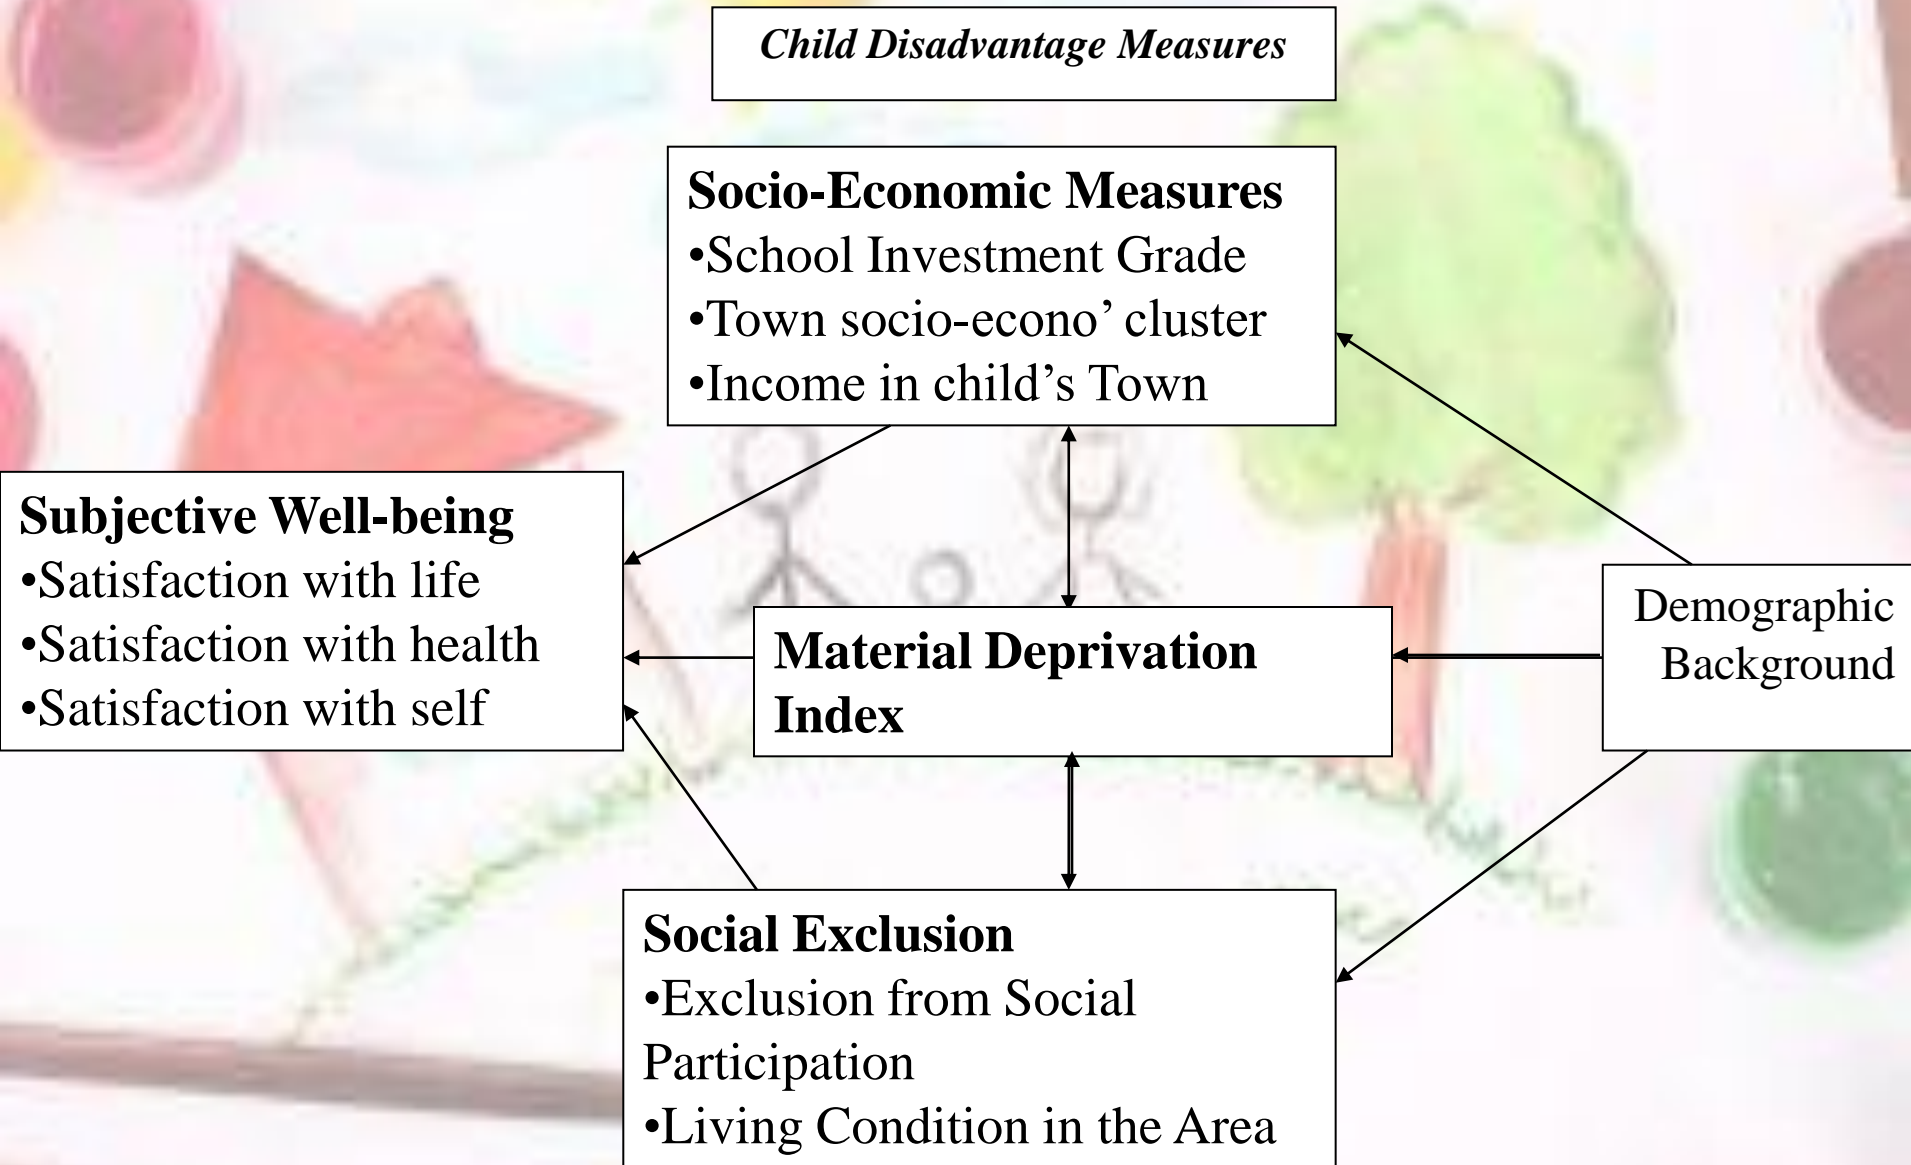 Child Disadvantage Measures
Socio-Economic Measures
•School Investment Grade
•Town socio-econo’ cluster
•Income in child’s Town
Subjective Well-being
•Satisfaction with life
•Satisfaction with health
•Satisfaction with self
Material Deprivation
Index
Demographic
Background
Social Exclusion
•Exclusion from Social
Participation
•Living Condition in the Area